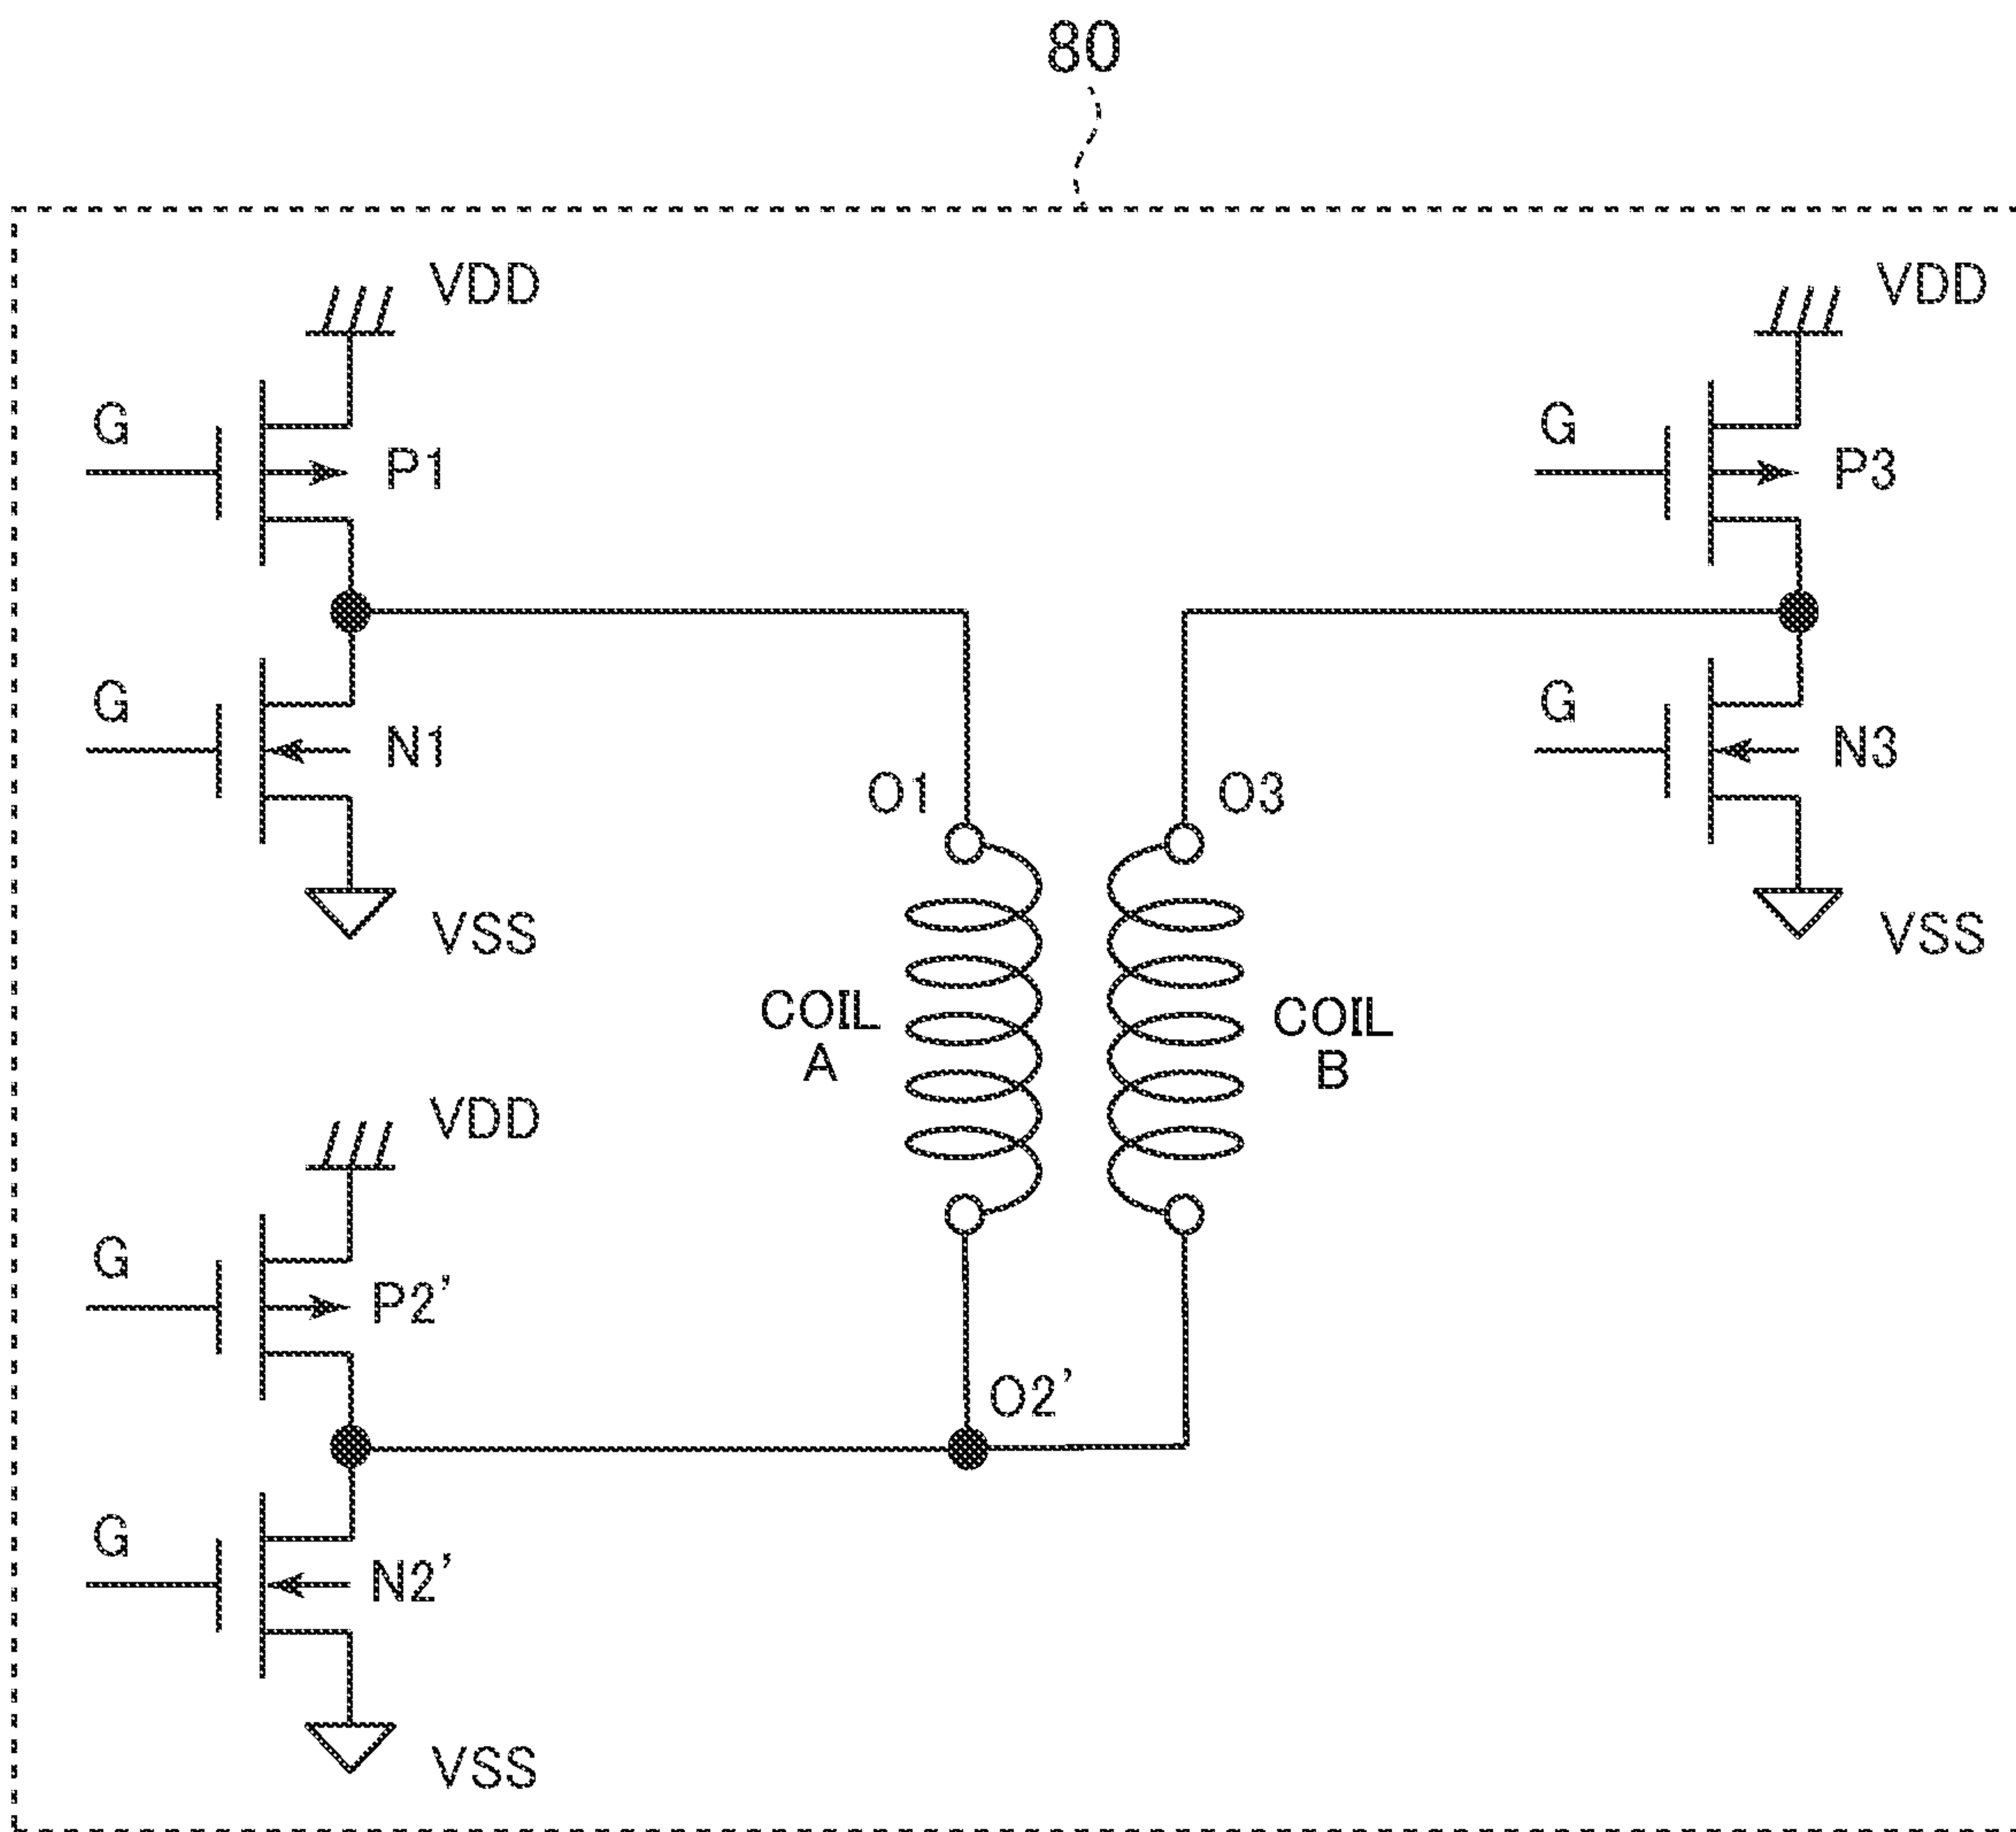 80
VDD VDD
G P1 G P3
G N1 G N3
O1 O3
VSS VSS
COIL A COIL B
VDD
G P2'
O2'
G N2'
VSS